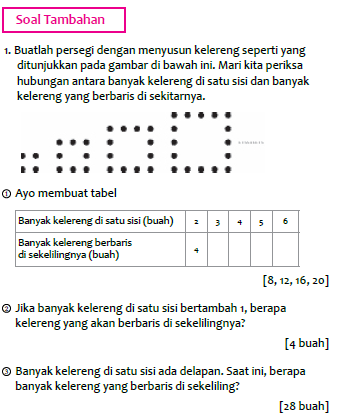 Soal Tambahan
1. Buatlah persegi dengan menyusun kelereng seperti yang
ditunjukkan pada gambar di bawah ini. Mari kita periksa
hubungan antara banyak kelereng di satu sisi dan banyak
kelereng yang berbaris di sekitarnya.
① Ayo membuat tabel
Banyak kelereng di satu sisi (buah) 2 3 4 5 6
Banyak kelereng berbaris
di sekelilingnya (buah) 4
[8, 12, 16, 20]
② Jika banyak kelereng di satu sisi bertambah 1, berapa
kelereng yang akan berbaris di sekelilingnya?
[4 buah]
③ Banyak kelereng di satu sisi ada delapan. Saat ini, berapa
banyak kelereng yang berbaris di sekeliling?
[28 buah]